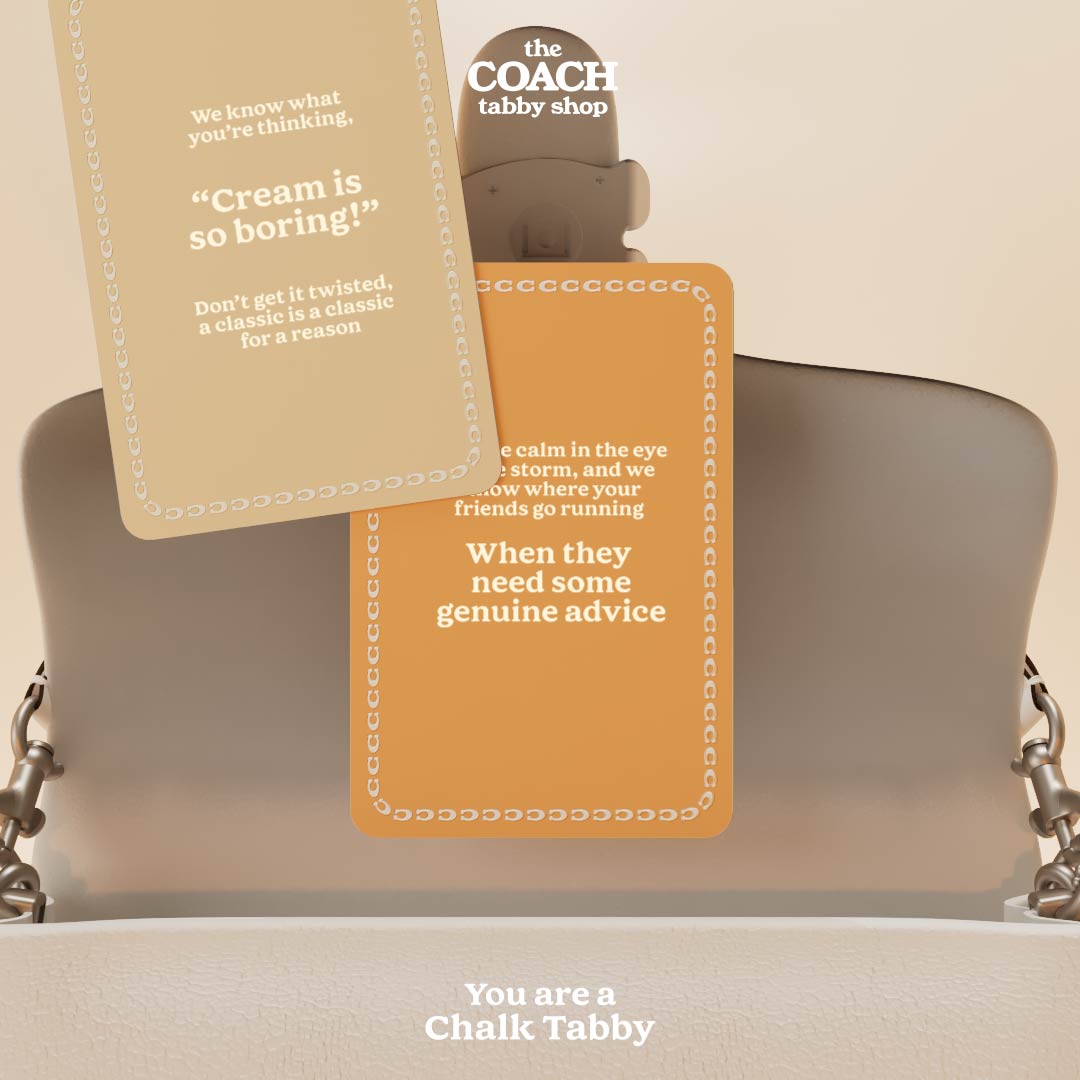 the
COACH
tabby shop
We know what
you're thinking,
“Cream is
so boring!”
Don't get it twisted,
a classic is a classic
for a reason
calm in the eye
storm, and we
where your
friends go running
When they
need some
genuine advice
You are a
Chalk Tabby